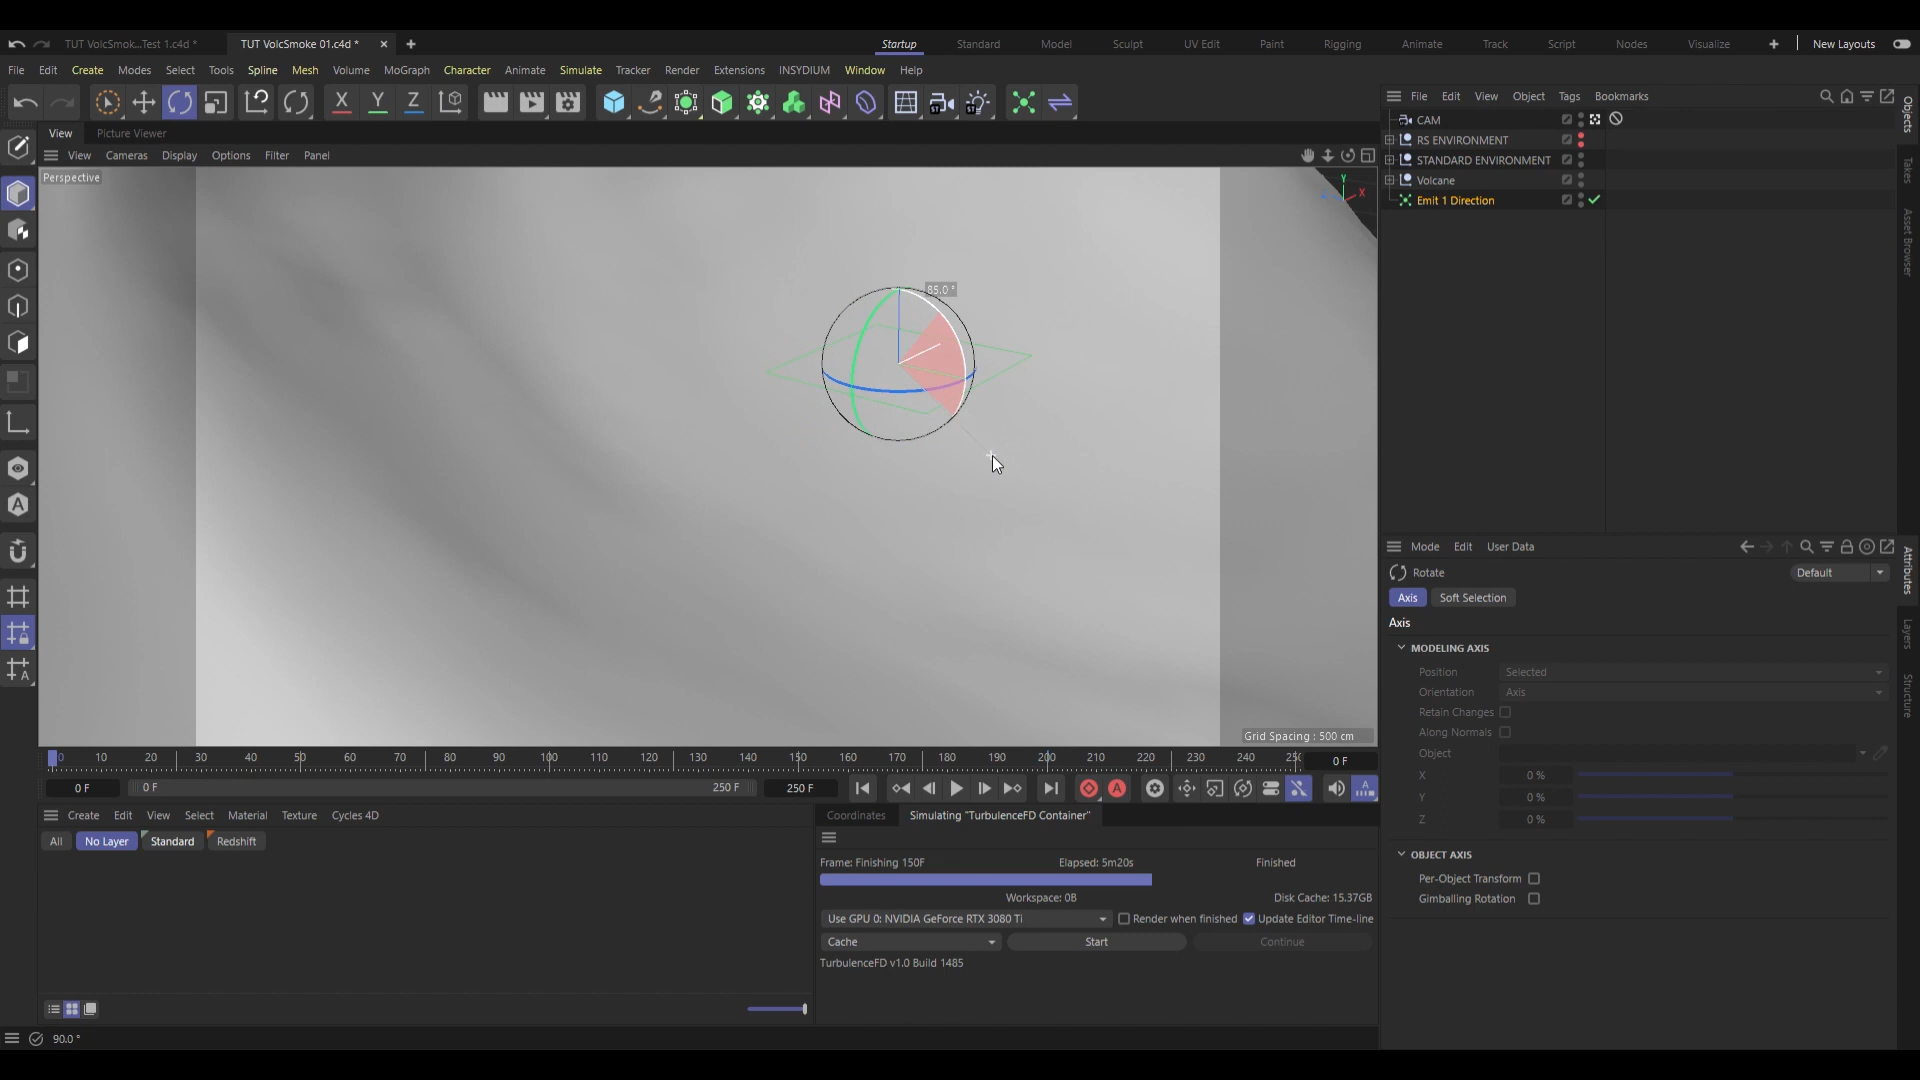 TUT VolcSmok...Test 1.c4d *
TUT VolcSmoke 01.c4d *
Startup
Standard
Model
Sculpt
UV Edit
Paint
Rigging
Animate
Track
Script
Nodes
Visualize
New Layouts
File Edit Create Modes Select Tools Spline Mesh Volume MoGraph Character Animate Simulate Tracker Render Extensions INSYDIUM Window Help
X Y Z
View
Picture Viewer
View Cameras Display Options Filter Panel
Perspective
Y
X
85.0 °
Grid Spacing : 500 cm
File Edit View Object Tags Bookmarks
CAM
RS ENVIRONMENT
STANDARD ENVIRONMENT
Volcane
Emit 1 Direction
Objects
Takes
Asset Browser
Mode Edit User Data
Rotate
Default
Axis
Soft Selection
Axis
MODELING AXIS
Position Selected
Orientation Axis
Retain Changes
Along Normals
Object
X 0 %
Y 0 %
Z 0 %
OBJECT AXIS
Per-Object Transform
Gimballing Rotation
Attributes
Layers
Structure
0 10 20 30 40 50 60 70 80 90 100 110 120 130 140 150 160 170 180 190 200 210 220 230 240 25(
0 F
0 F
0 F
250 F
250 F
Create Edit View Select Material Texture Cycles 4D
All
No Layer
Standard
Redshift
Coordinates
Simulating "TurbulenceFD Container"
Frame: Finishing 150F
Elapsed: 5m20s
Finished
Workspace: 0B
Disk Cache: 15.37GB
Use GPU 0: NVIDIA GeForce RTX 3080 Ti
Render when finished
Update Editor Time-line
Cache
Start
Continue
TurbulenceFD v1.0 Build 1485
90.0 °